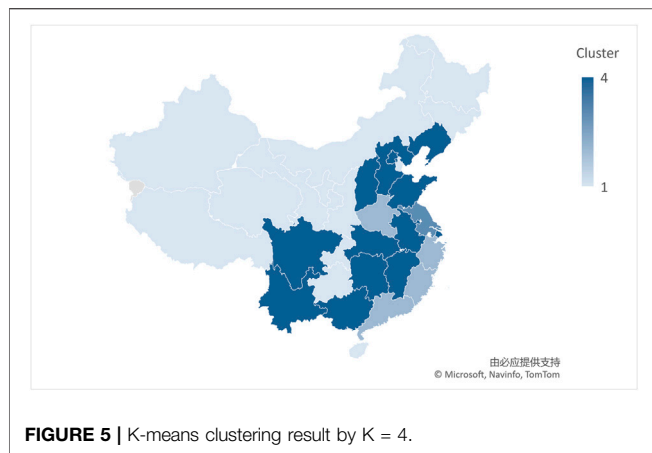 Cluster
4
1
由必应提供支持
© Microsoft, Navinfo, TomTom
FIGURE 5 | K-means clustering result by K = 4.